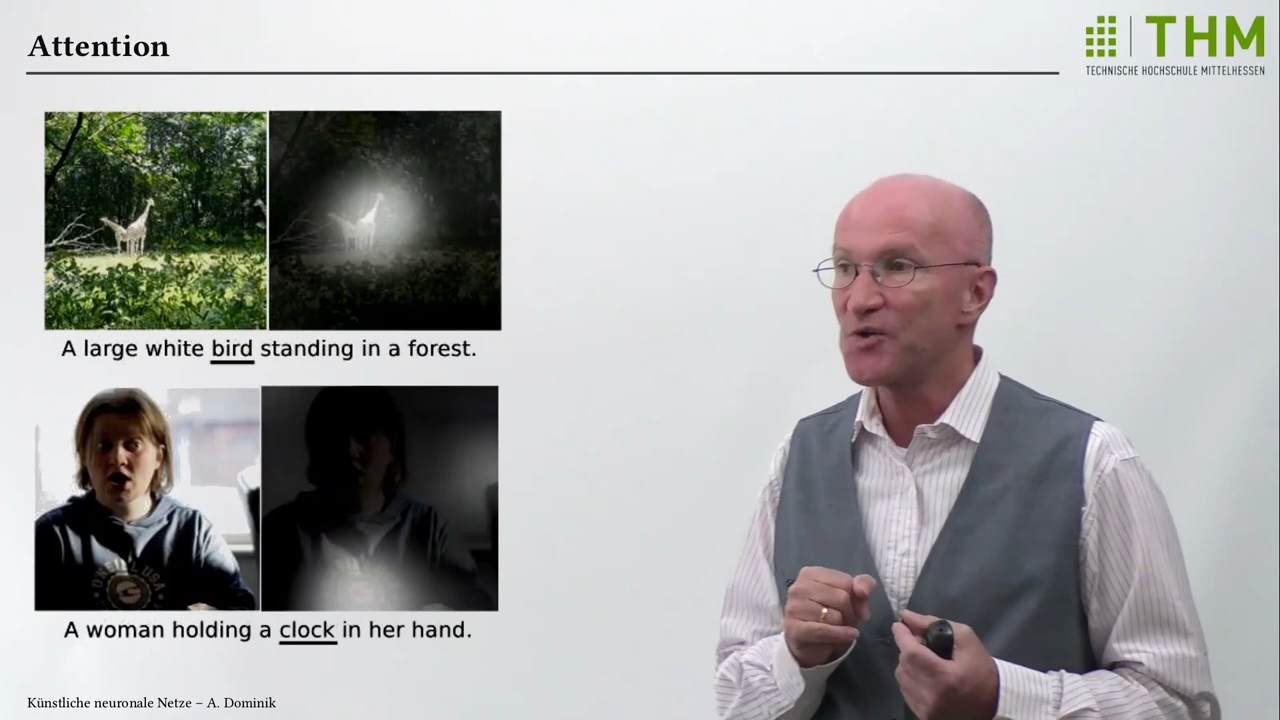 Attention
THM
TECHNISCHE HOCHSCHULE MITTELHESSEN
A large white bird standing in a forest.
USA
A woman holding a clock in her hand.
Künstliche neuronale Netze – A. Dominik